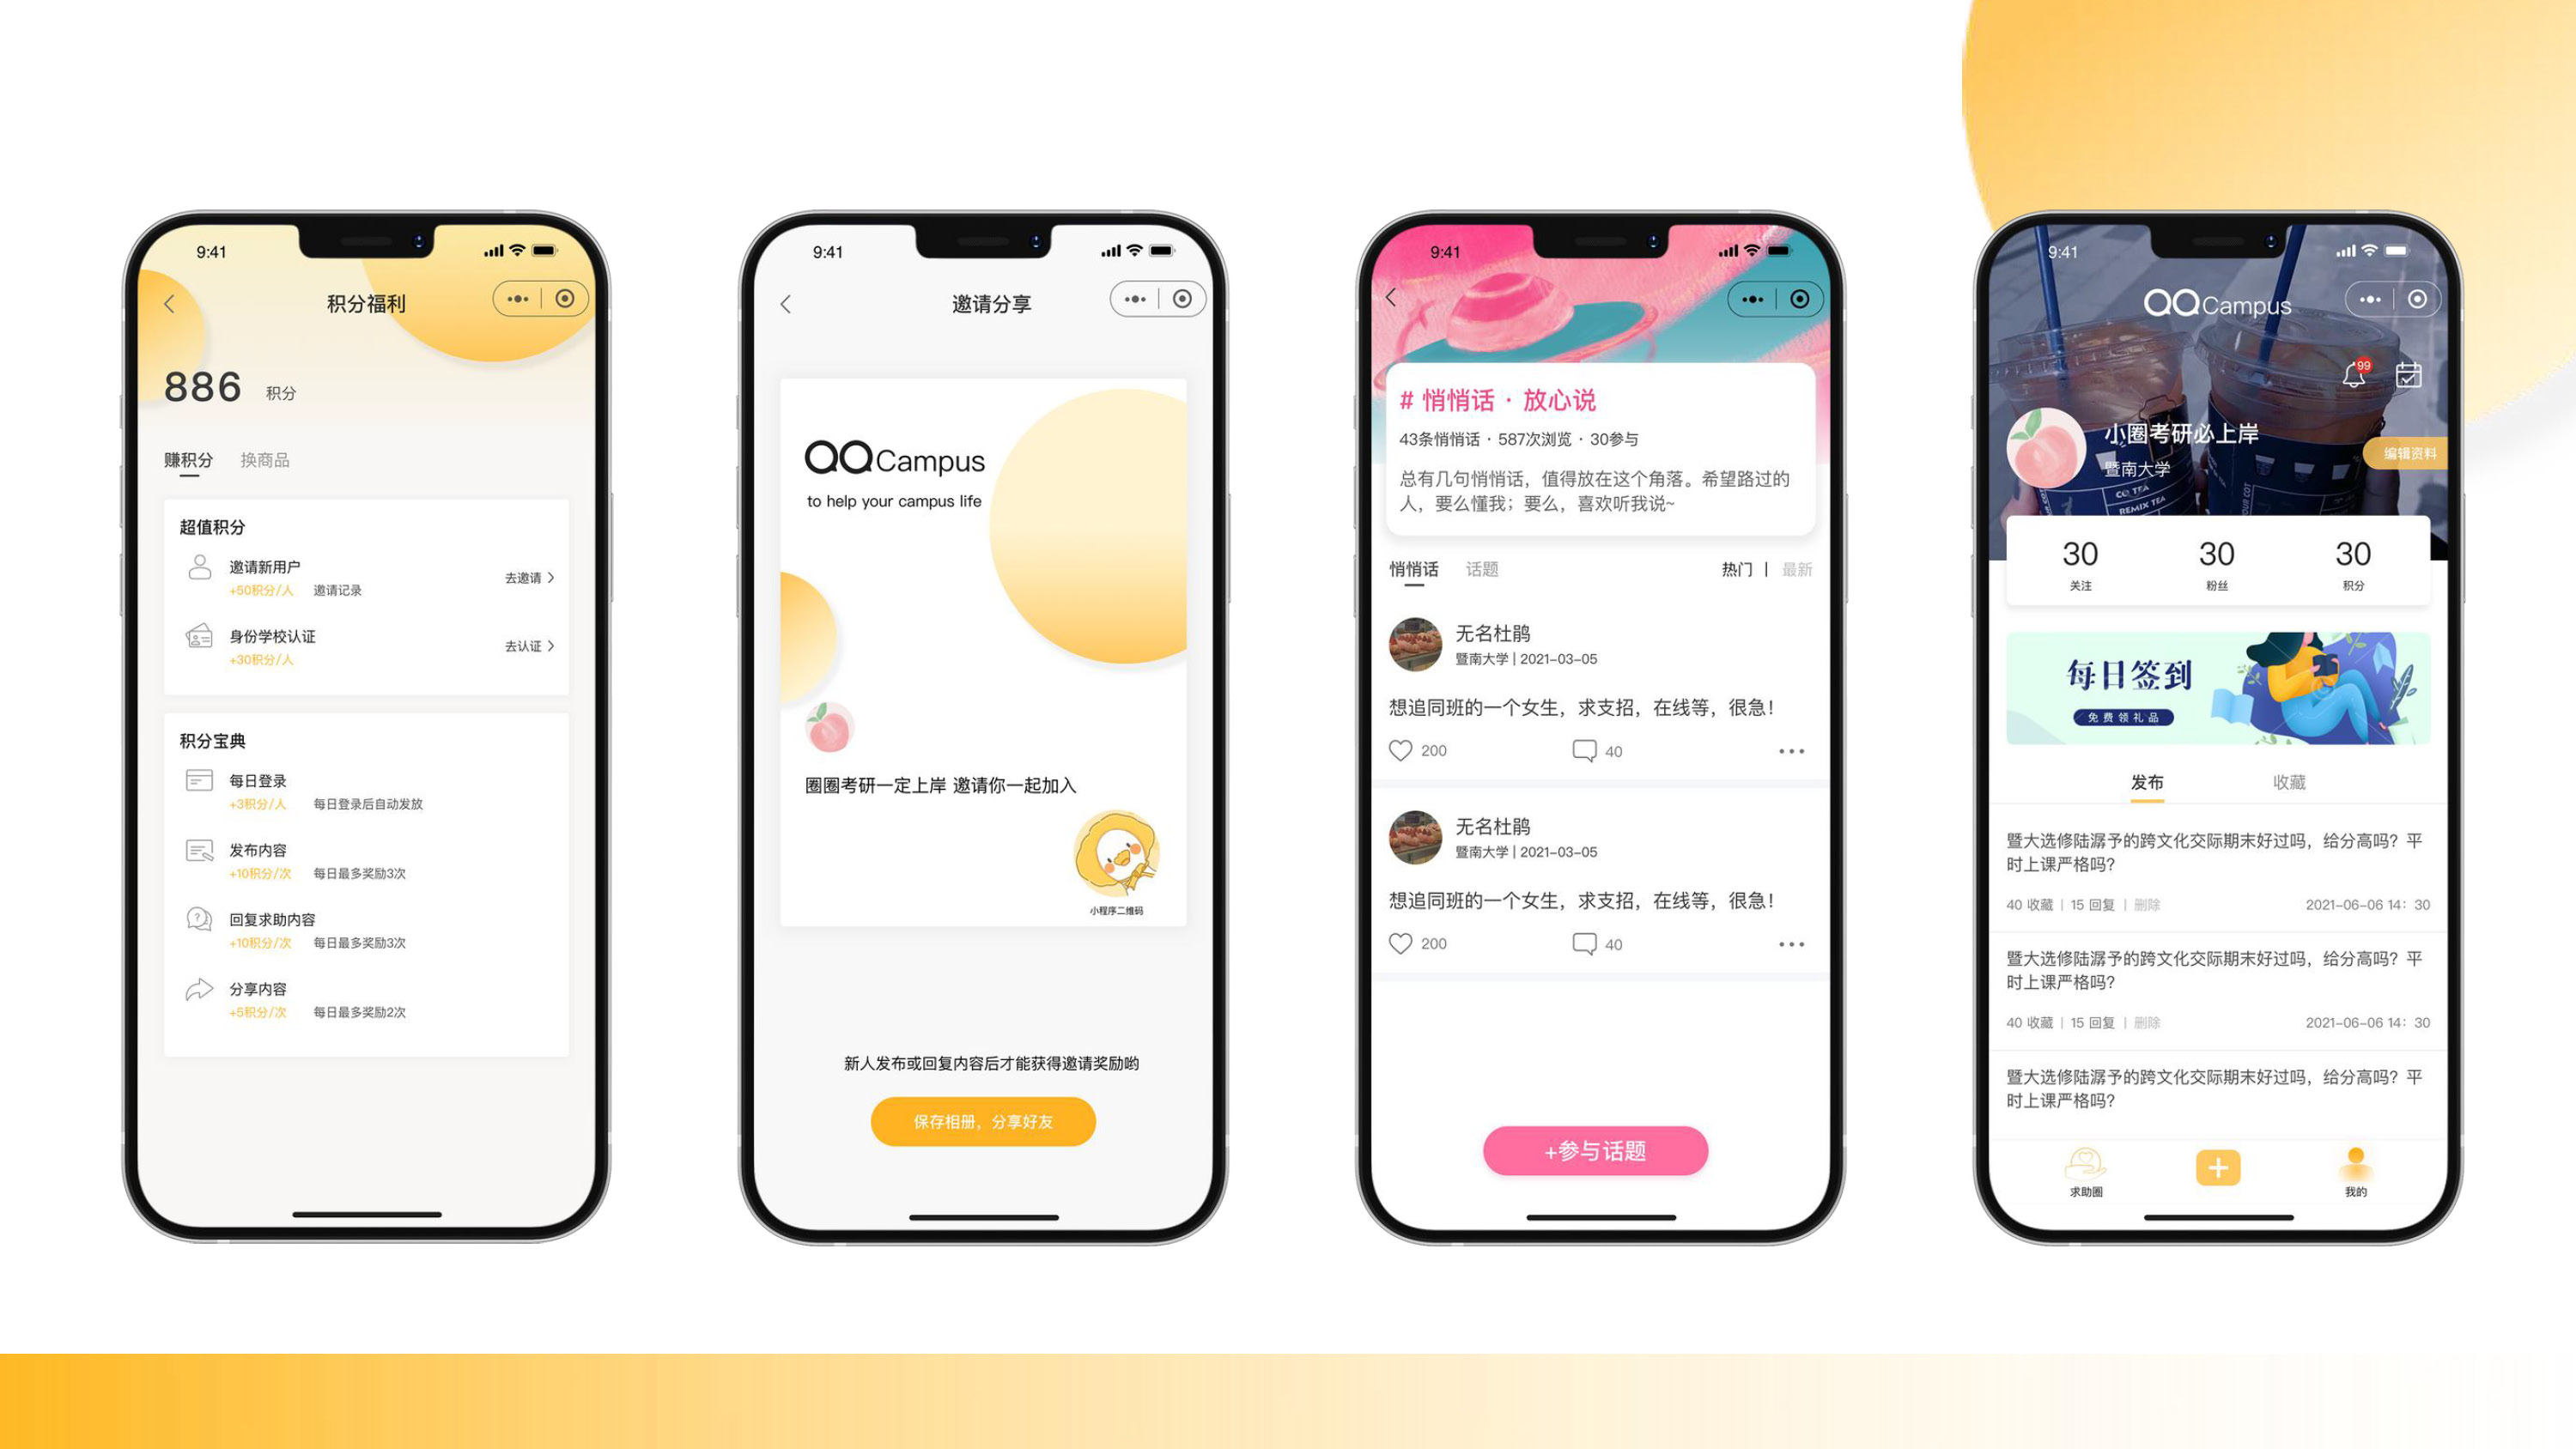 9:41
积分福利
886 积分
赚积分 换商品
超值积分
邀请新用户
+50积分/人 邀请记录
去邀请
身份学校认证
+30积分/人
去认证
积分宝典
每日登录
+3积分/人 每日登录后自动发放
发布内容
+10积分/次 每日最多奖励3次
回复求助内容
+10积分/次 每日最多奖励3次
分享内容
+5积分/次 每日最多奖励2次
9:41
邀请分享
QQCampus
to help your campus life
圈圈考研一定上岸 邀请你一起加入
小程序二维码
新人发布或回复内容后才能获得邀请奖励哟
保存相册，分享好友
9:41
# 悄悄话 · 放心说
43条悄悄话 · 587次浏览 · 30参与
总有几句悄悄话，值得放在这个角落。希望路过的
人，要么懂我；要么，喜欢听我说~
悄悄话 话题 热门 | 最新
无名杜鹃
暨南大学 | 2021-03-05
想追同班的一个女生，求支招，在线等，很急！
200 40
无名杜鹃
暨南大学 | 2021-03-05
想追同班的一个女生，求支招，在线等，很急！
200 40
+参与话题
9:41
QQCampus
99
小圈考研必上岸
编辑资料
暨南大学
CO TEA
REMIX TEA
30 30 30
关注 粉丝 积分
每日签到
免费领礼品
发布 收藏
暨大选修陆潺予的跨文化交际期末好过吗，给分高吗？平
时上课严格吗？
40 收藏 | 15 回复 | 删除 2021-06-06 14：30
暨大选修陆潺予的跨文化交际期末好过吗，给分高吗？平
时上课严格吗？
40 收藏 | 15 回复 | 删除 2021-06-06 14：30
暨大选修陆潺予的跨文化交际期末好过吗，给分高吗？平
时上课严格吗？
求助圈 我的